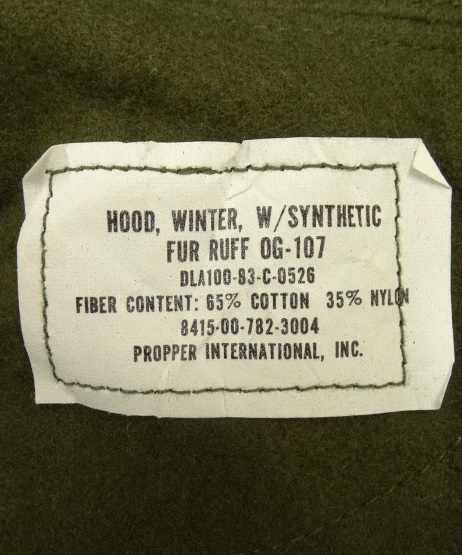 HOOD, WINTER, W/SYNTHETIC
FUR RUFF OG-107
DLA100-83-C-0526
FIBER CONTENT: 65% COTTON 35% NYLON
8415-00-782-3004
PROPPER INTERNATIONAL, INC.